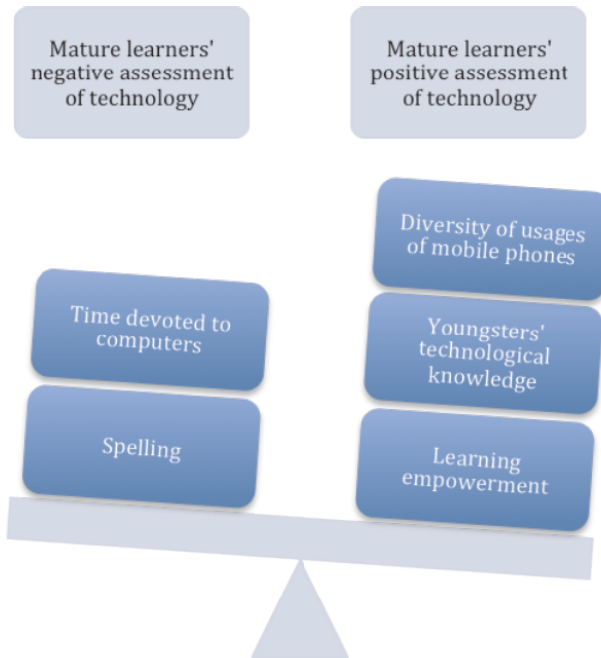 Mature learners'
negative assessment
of technology
Mature learners'
positive assessment
of technology
Time devoted to
computers
Spelling
Diversity of usages
of mobile phones
Youngsters'
technological
knowledge
Learning
empowerment